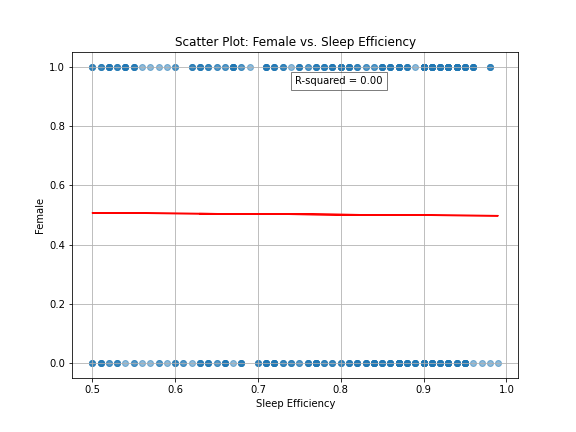 Scatter Plot: Female vs. Sleep Efficiency
1.0
R-squared = 0.00
0.8
0.6
Female
0.4
0.2
0.0
0.5 0.6 0.7 0.8 0.9 1.0
Sleep Efficiency